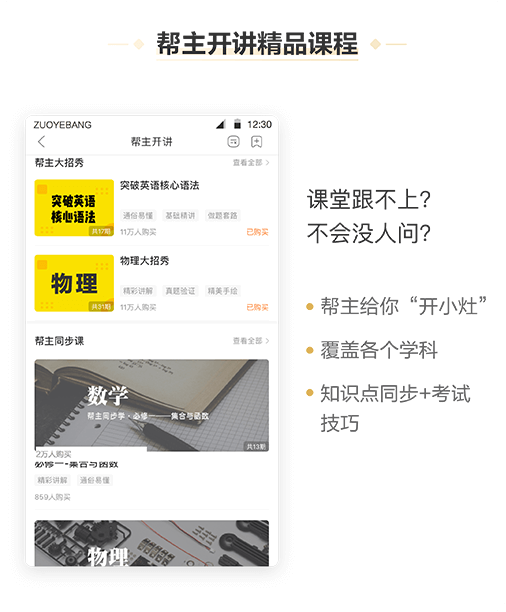 帮主开讲精品课程
ZUOYEBANG
12:30
帮主开讲
帮主大招秀
查看全部
突破英语
核心语法
共17期
突破英语核心语法
通俗易懂 基础精讲 做题套路
11万人购买
已购买
物理
共31期
物理大招秀
精彩讲解 真题验证 精美手绘
11万人购买
已购买
帮主同步课
查看全部
数学
帮主同步学·必修一——集合与函数
共13期
2万人购买
必修一-集合与函数
精彩讲解 通俗易懂
859人购买
物理
课堂跟不上?
不会没人问?
帮主给你“开小灶”
覆盖各个学科
知识点同步+考试
技巧